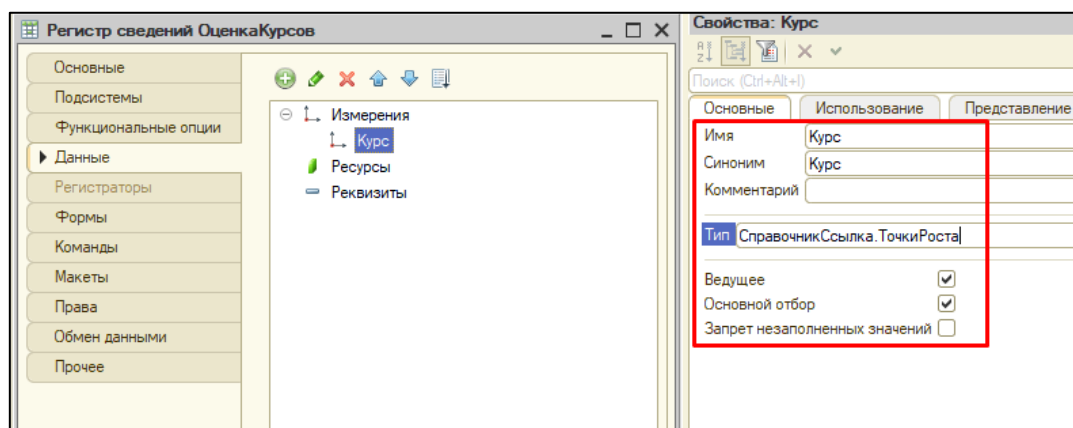 Регистр сведений ОценкаКурсов
Основные
Подсистемы
Функциональные опции
Данные
Регистраторы
Формы
Команды
Макеты
Права
Обмен данными
Прочее
Измерения
Курс
Ресурсы
Реквизиты
Свойства: Курс
Поиск (Ctrl+Alt+I)
Основные Использование Представление
Имя Курс
Синоним Курс
Комментарий
Тип СправочникСсылка.ТочкиРоста
Ведущее
Основной отбор
Запрет незаполненных значений